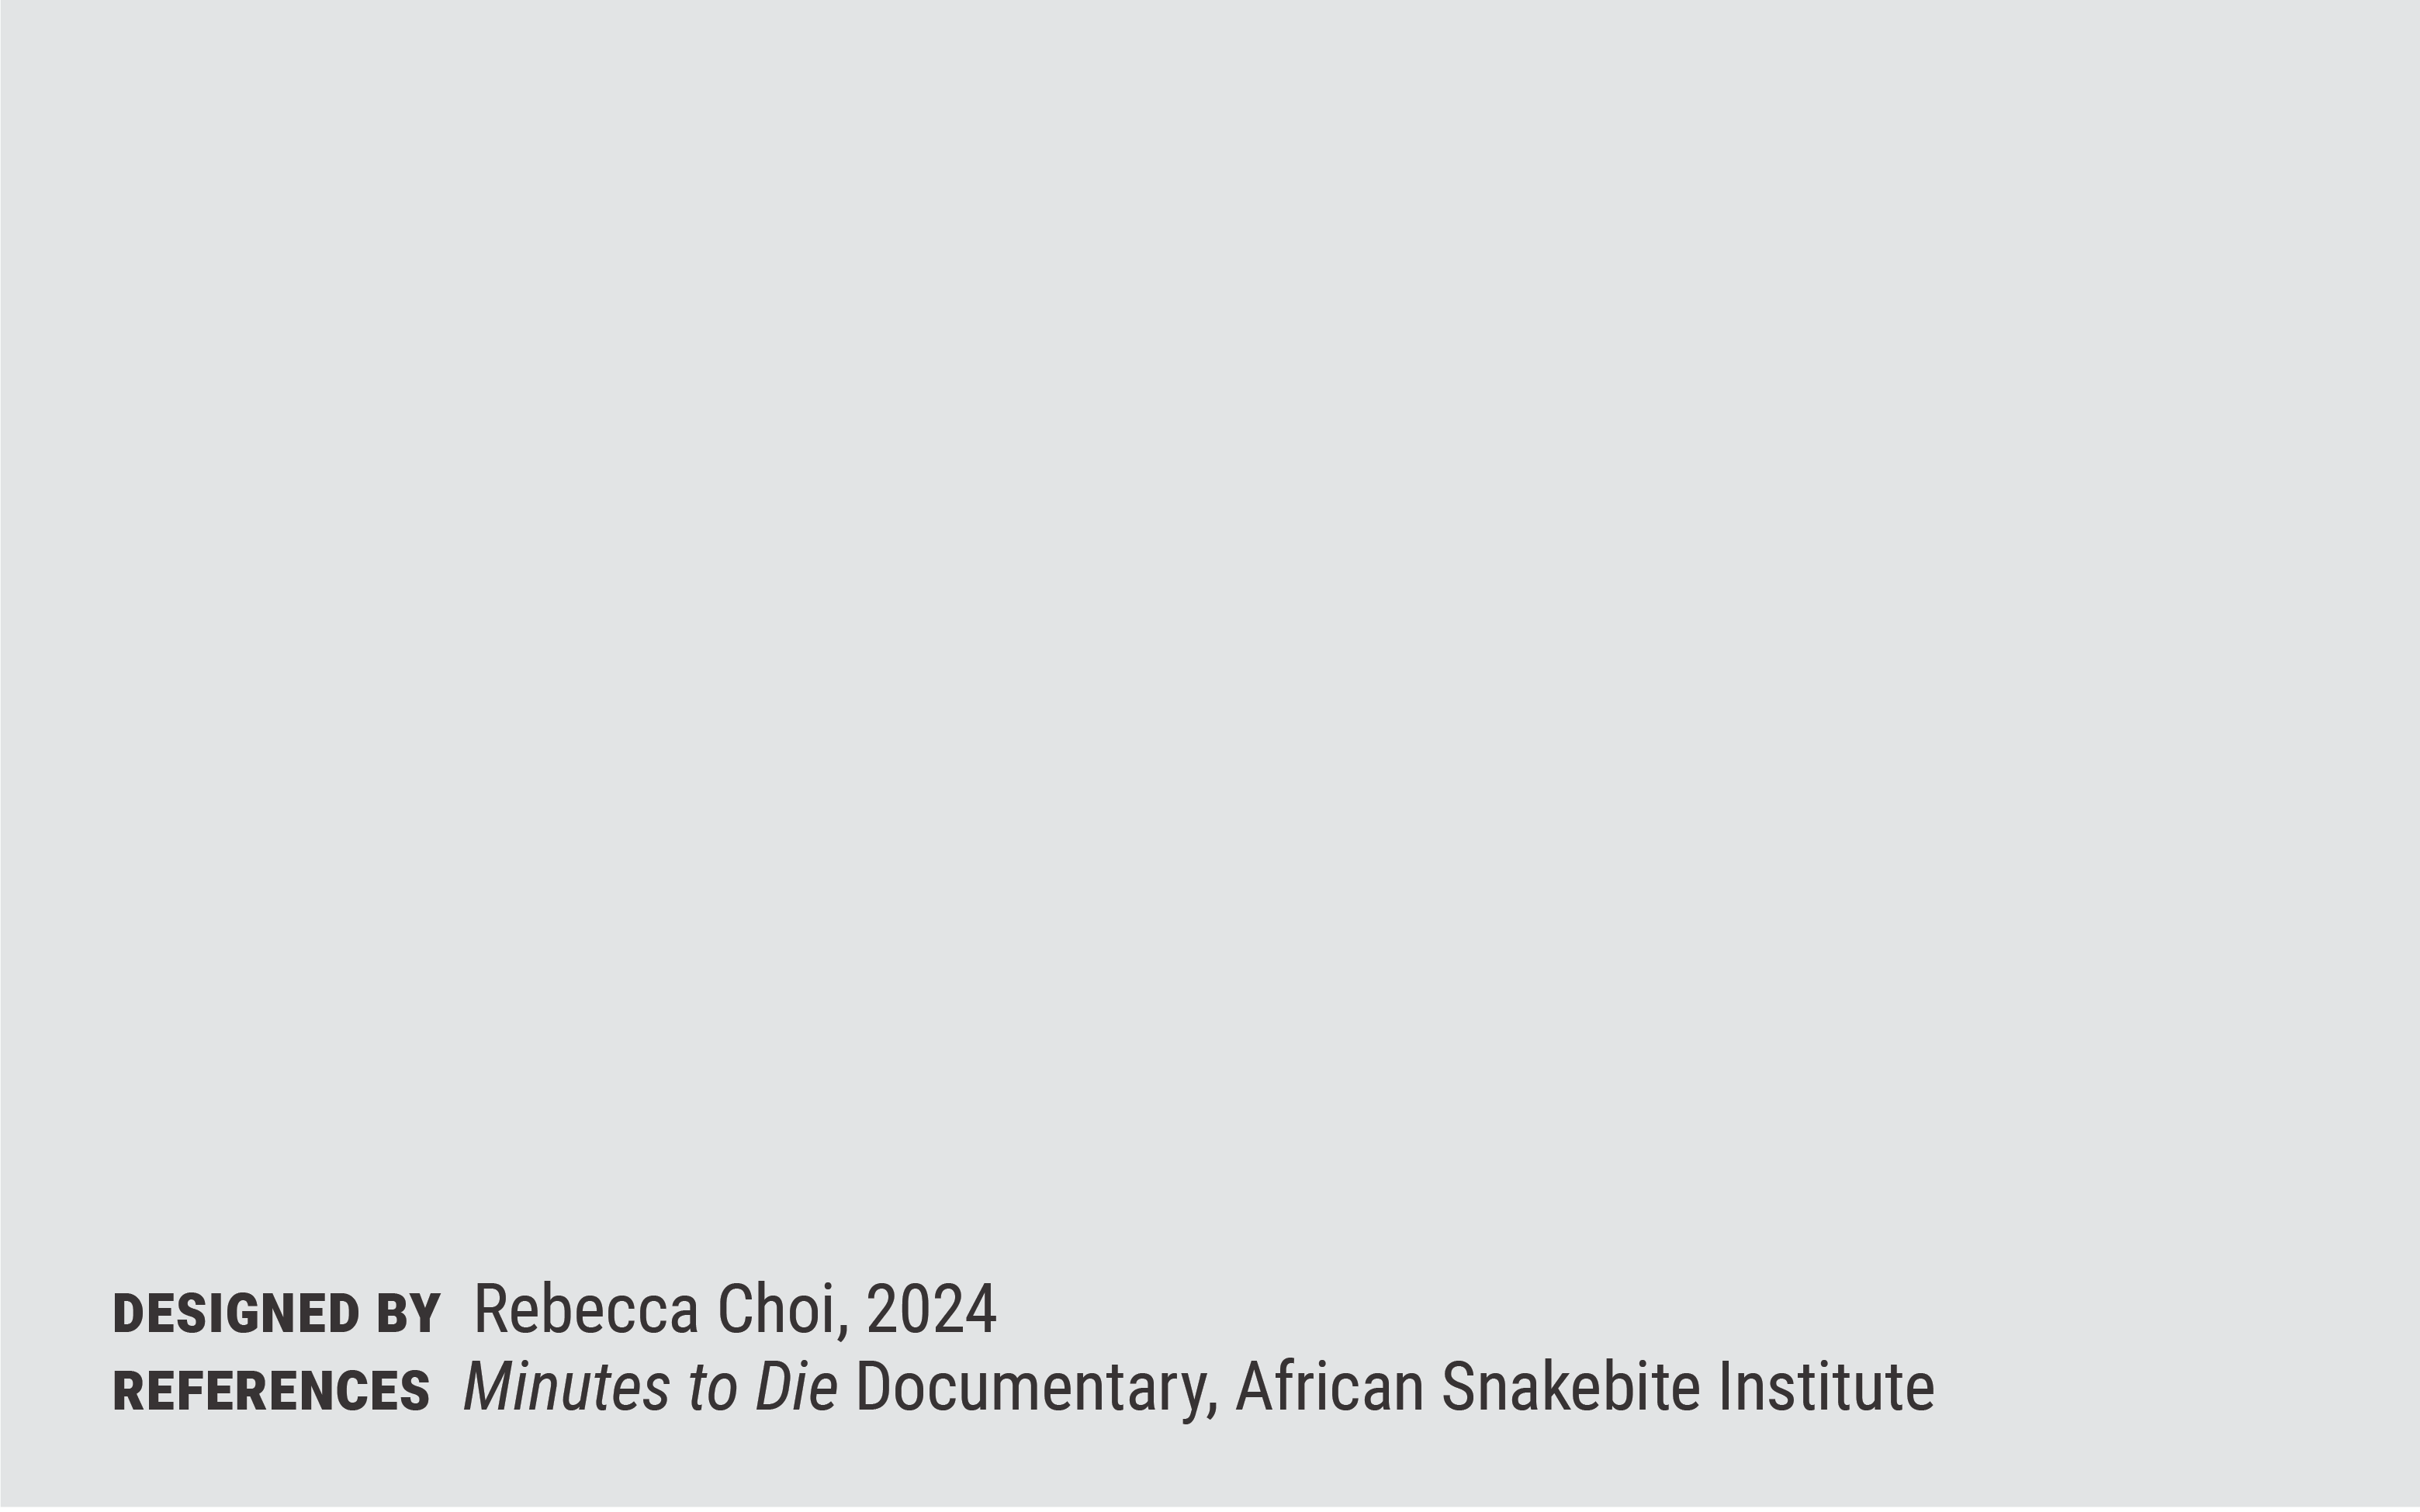 DESIGNED BY Rebecca Choi, 2024
REFERENCES Minutes to Die Documentary, African Snakebite Institute